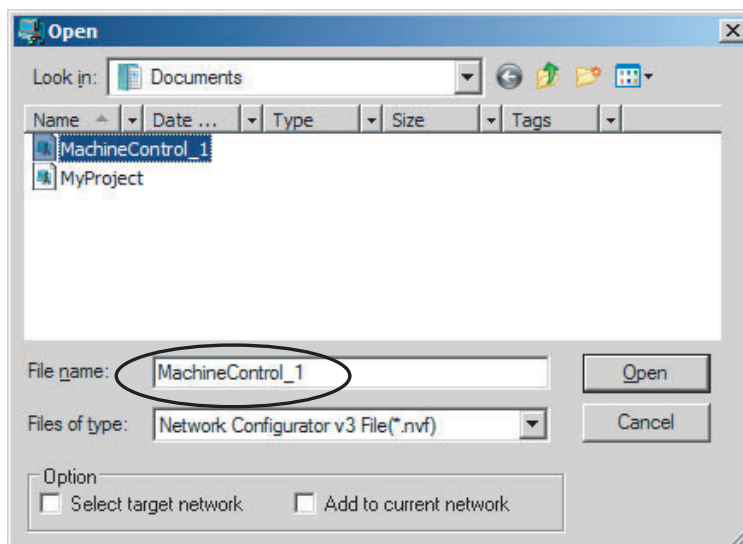 Open
Look in: Documents
Name Date ... Type Size Tags
MachineControl_1
MyProject
File name: MachineControl_1 Open
Files of type: Network Configurator v3 File(*.nvf) Cancel
Option
Select target network Add to current network